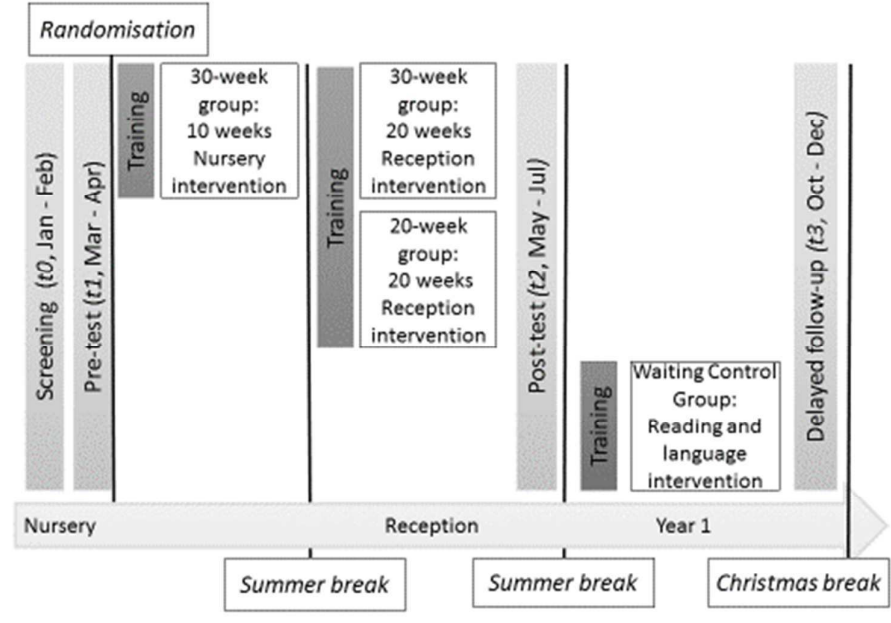 Randomisation
Screening (t0, Jan - Feb)
Pre-test (t1, Mar - Apr)
Training
30-week
group:
10 weeks
Nursery
intervention
Training
30-week
group:
20 weeks
Reception
intervention
20-week
group:
20 weeks
Reception
intervention
Post-test (t2, May - Jul)
Training
Waiting Control
Group:
Reading and
language
intervention
Delayed follow-up (t3, Oct - Dec)
Nursery
Reception
Year 1
Summer break
Summer break
Christmas break